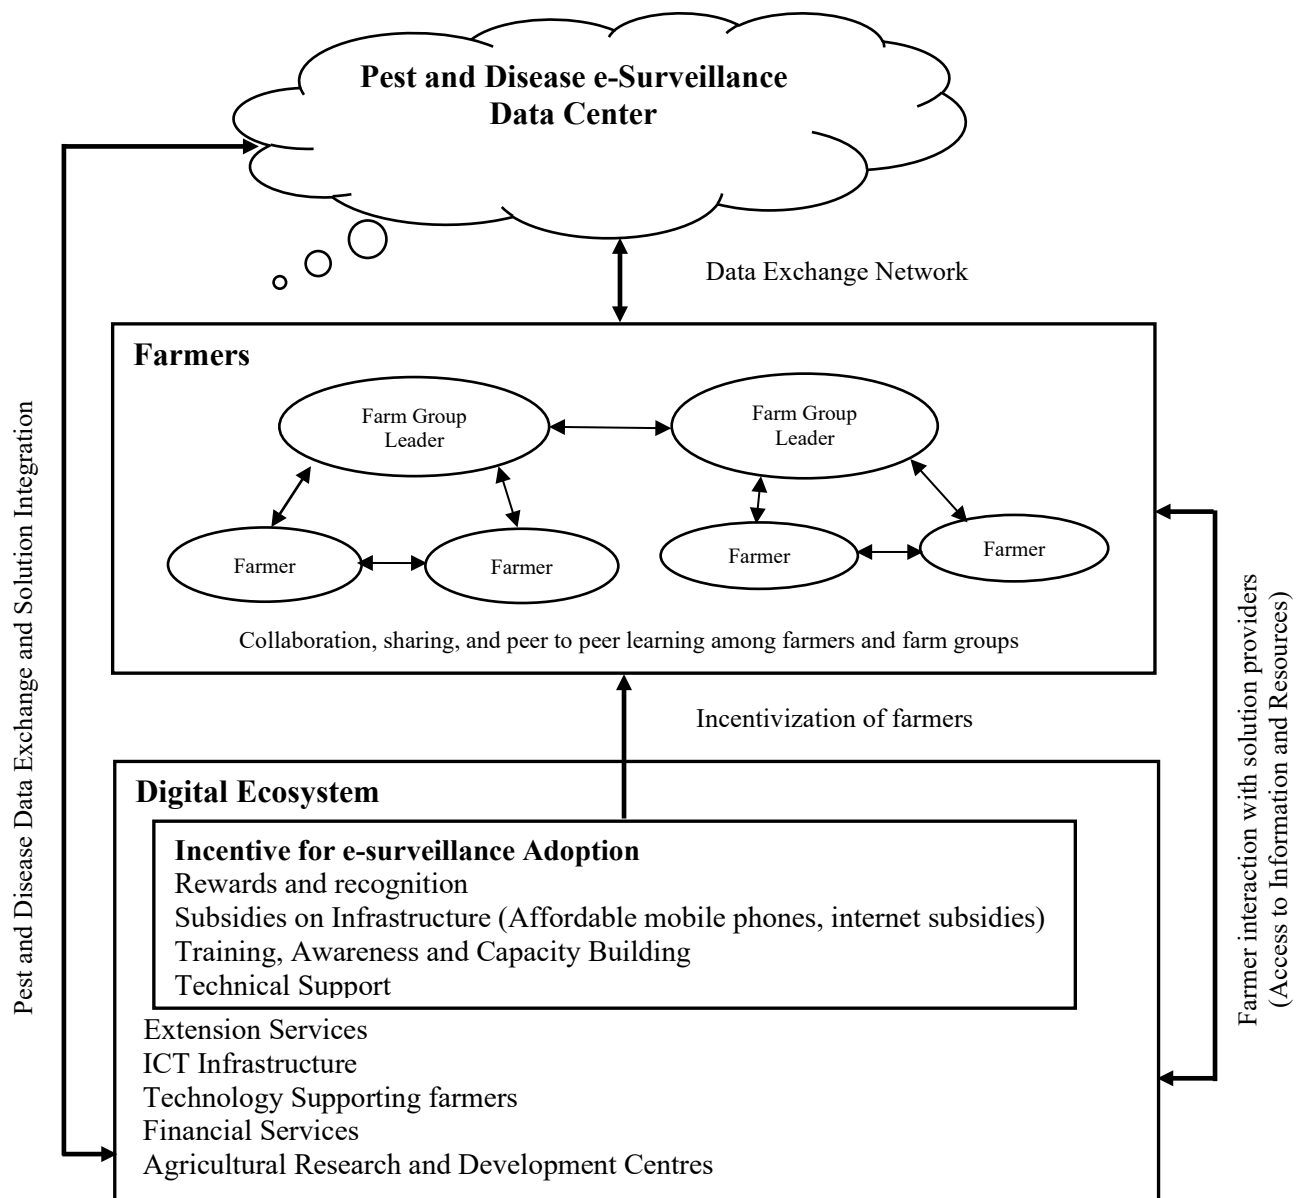 Pest and Disease e-Surveillance
Data Center
Data Exchange Network
Farmers
Farm Group
Leader
Farm Group
Leader
Farmer
Farmer
Farmer
Farmer
Collaboration, sharing, and peer to peer learning among farmers and farm groups
Incentivization of farmers
Digital Ecosystem
Incentive for e-surveillance Adoption
Rewards and recognition
Subsidies on Infrastructure (Affordable mobile phones, internet subsidies)
Training, Awareness and Capacity Building
Technical Support
Extension Services
ICT Infrastructure
Technology Supporting farmers
Financial Services
Agricultural Research and Development Centres
Pest and Disease Data Exchange and Solution Integration
Farmer interaction with solution providers
(Access to Information and Resources)